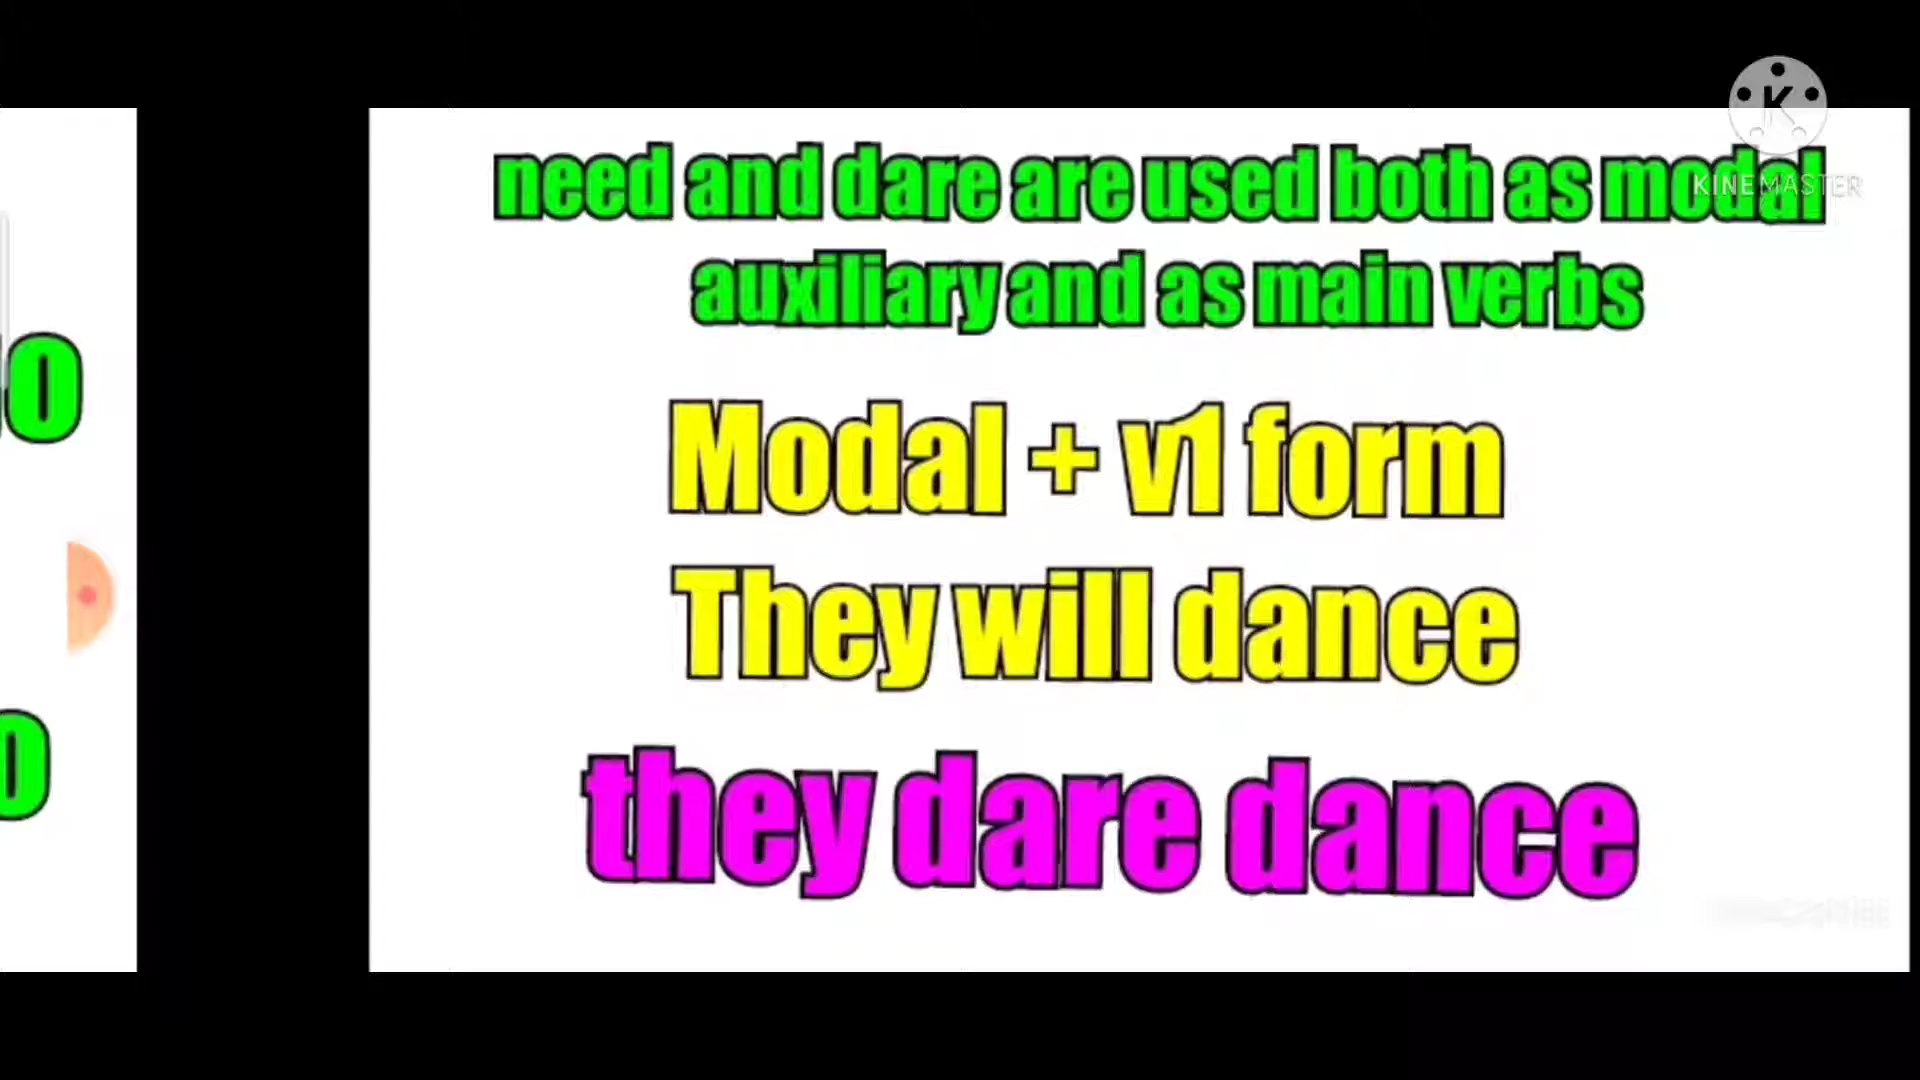 KINEMASTER
need and dare are used both as modal
auxiliary and as main verbs
Modal + v1 form
They will dance
they dare dance